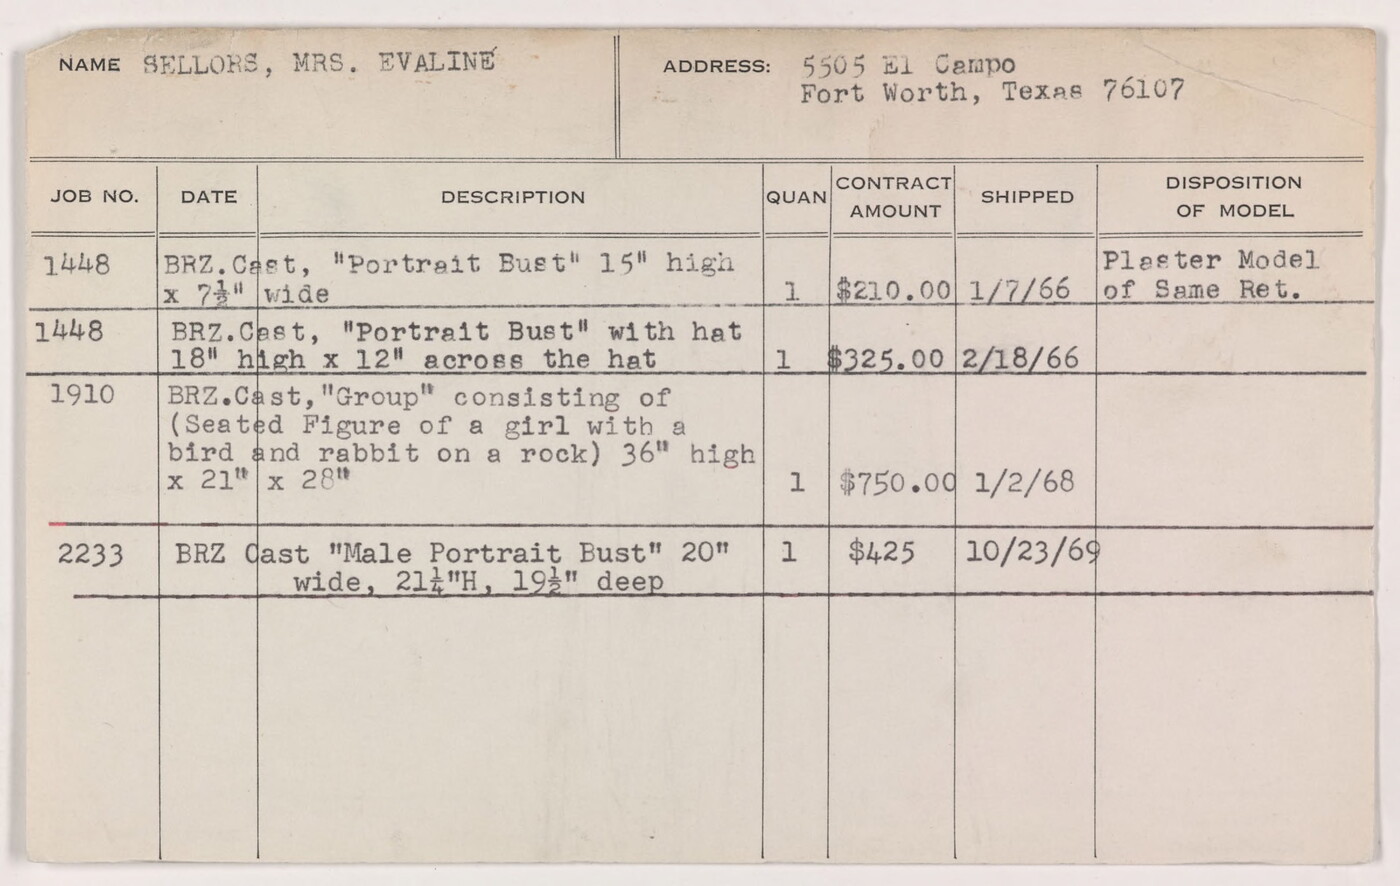 NAME SELLORS, MRS. EVALINE ADDRESS: 5505 El Campo
Fort Worth, Texas 76107
JOB NO. DATE DESCRIPTION QUAN CONTRACT AMOUNT SHIPPED DISPOSITION OF MODEL
1448 BRZ.Cast, "Portrait Bust" 15" high Plaster Model
x 7½" wide 1 $210.00 1/7/66 of Same Ret.
1448 BRZ.Cast, "Portrait Bust" with hat
18" high x 12" across the hat 1 $325.00 2/18/66
1910 BRZ.Cast,"Group" consisting of
(Seated Figure of a girl with a
bird and rabbit on a rock) 36" high
x 21" x 28" 1 $750.00 1/2/68
2233 BRZ Cast "Male Portrait Bust" 20" 1 $425 10/23/69
wide, 21¼"H, 19½" deep